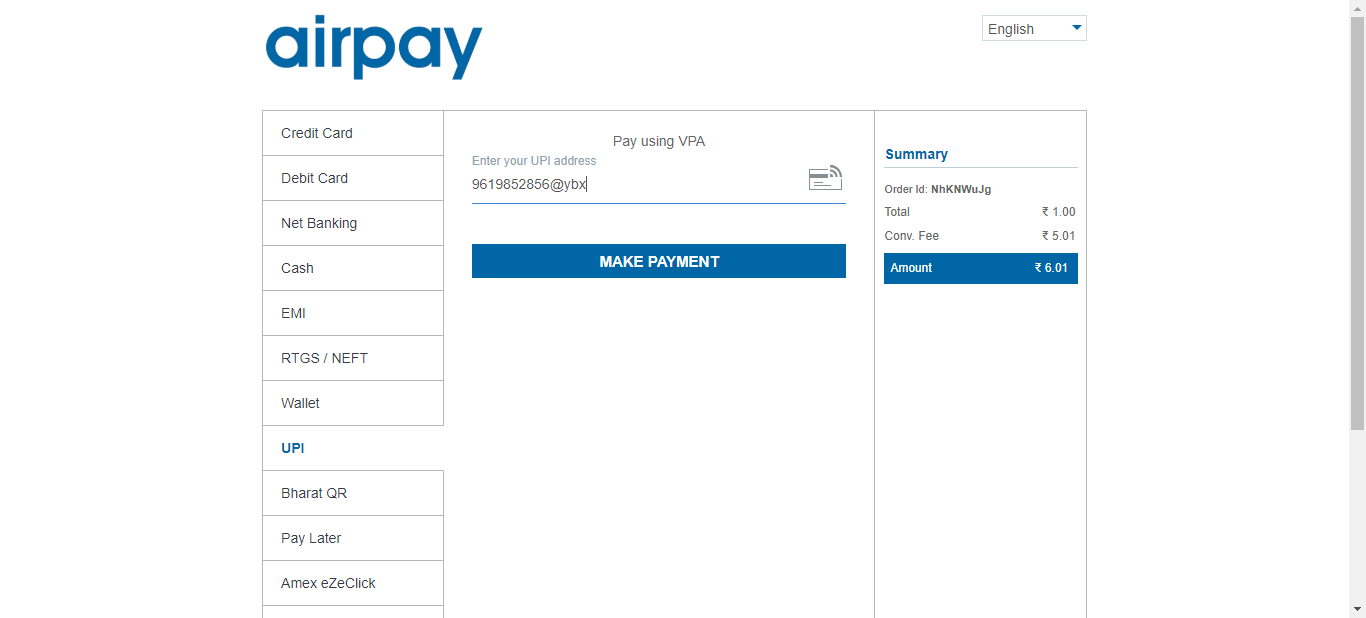 airpay
English
Credit Card
Debit Card
Net Banking
Cash
EMI
RTGS / NEFT
Wallet
UPI
Bharat QR
Pay Later
Amex eZeClick
Pay using VPA
Enter your UPI address
9619852856@ybx
MAKE PAYMENT
Summary
Order Id: NhKNWuJg
Total ₹ 1.00
Conv. Fee ₹ 5.01
Amount ₹ 6.01